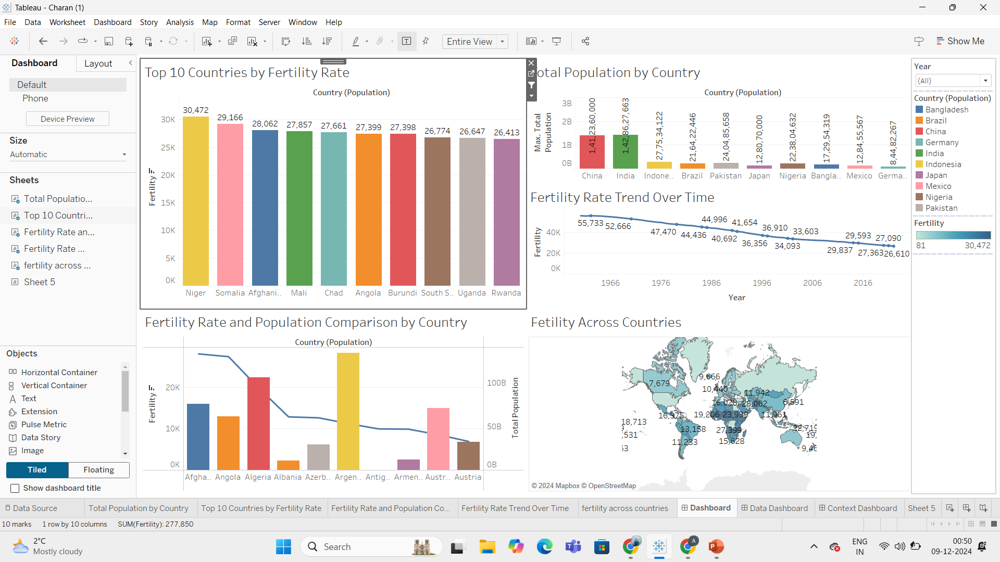 Tableau - Charan (1)
File Data Worksheet Dashboard Story Analysis Map Format Server Window Help
Entire View
Show Me
Dashboard Layout
Default
Phone
Device Preview
Size
Automatic
Sheets
Total Populatio...
Top 10 Countri...
Fertility Rate an...
Fertility Rate ...
fertility across ...
Sheet 5
Objects
Horizontal Container
Vertical Container
Text
Extension
Pulse Metric
Data Story
Image
Tiled Floating
Show dashboard title
Top 10 Countries by Fertility Rate
Country (Population)
Fertility
30K
25K
20K
15K
10K
5K
0K
30,472 29,166 28,062 27,857 27,661 27,399 27,398 26,774 26,647 26,413
Niger Somalia Afghani.. Mali Chad Angola Burundi South S.. Uganda Rwanda
otal Population by Country
Country (Population)
Max. Total
Population
3B
2B
1B
0B
1,41,23,60,000 1,42,86,27,663 27,75,34,122 21,64,22,446 24,04,85,658 12,80,70,000 22,38,04,632 17,29,54,319 12,84,55,567 8,44,82,267
China India Indone.. Brazil Pakistan Japan Nigeria Bangla.. Mexico Germa..
Fertility Rate Trend Over Time
Fertility
40K
20K
0K
55,733 52,666 47,470 44,436 44,996 40,692 41,654 36,356 36,910 34,093 33,603 29,837 29,593 27,363 27,090 26,610
1966 1976 1986 1996 2006 2016
Year
Fertility Rate and Population Comparison by Country
Country (Population)
Fertility
20K
10K
0K
100B
50B
0B
Total Population
Afgha.. Angola Algeria Albania Azerb.. Argen.. Antig.. Armen.. Austr.. Austria
Fetility Across Countries
9,666
7,679
10,440
11,942
16,028 28,062 6,591
16,375 19,206 23,939 11,961
18,713
13,158 27,399 22,719
,531
19,
11,233 15,628
53
9,46
© 2024 Mapbox © OpenStreetMap
Year
(All)
Country (Population)
Bangladesh
Brazil
China
Germany
India
Indonesia
Japan
Mexico
Nigeria
Pakistan
Fertility
81 30,472
Data Source Total Population by Country Top 10 Countries by Fertility Rate Fertility Rate and Population Co... Fertility Rate Trend Over Time fertility across countries Dashboard Data Dashboard Context Dashboard Sheet 5
10 marks 1 row by 10 columns SUM(Fertility): 277,850
2°C
Mostly cloudy
Search
ENG
IN
00:50
09-12-2024